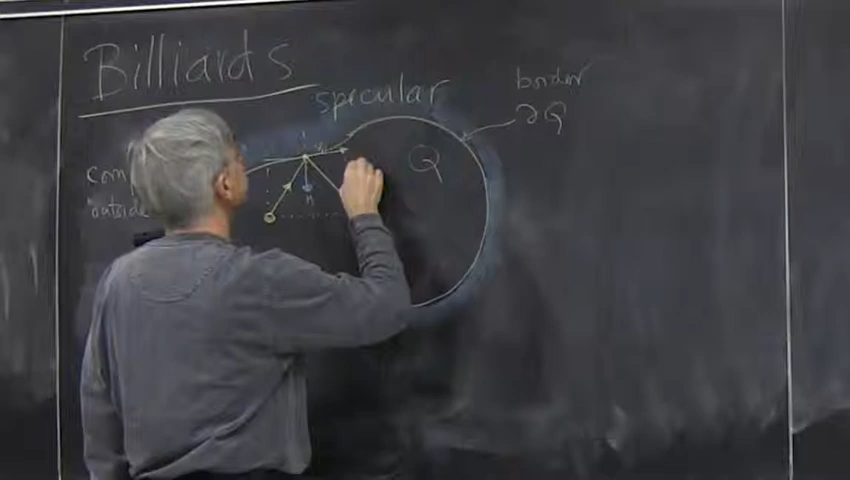 Billiards
specular
border
∂Q
Q
outside
n